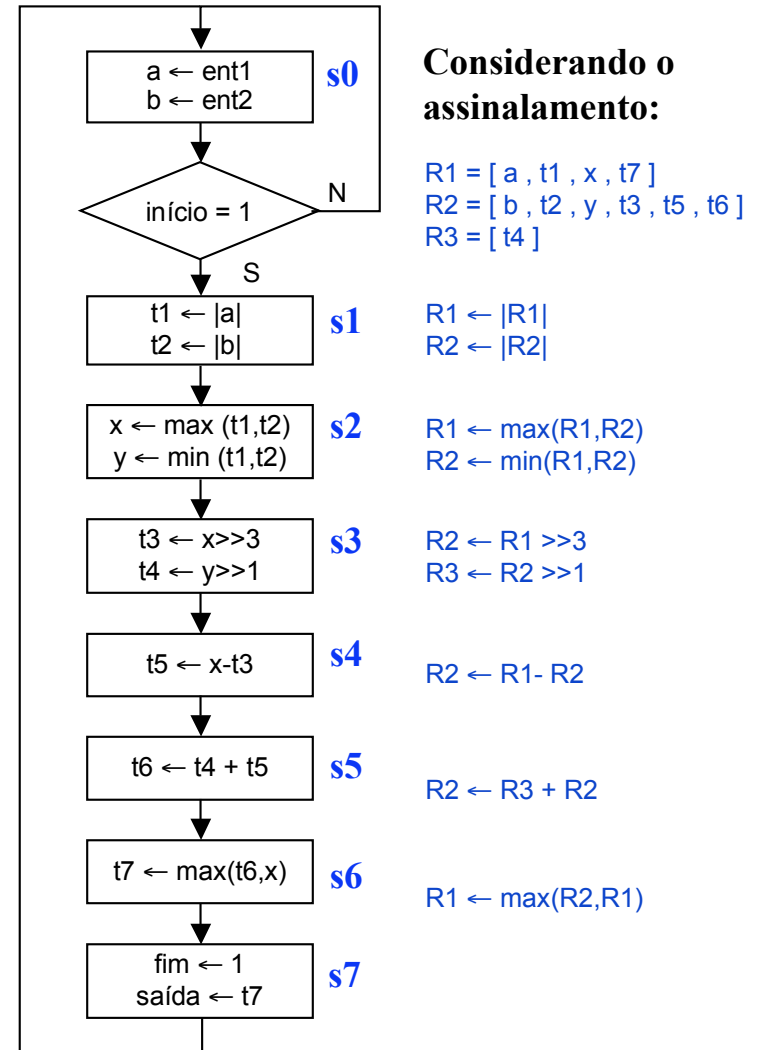 a ← ent1
b ← ent2
s0
início = 1
N
S
t1 ← |a|
t2 ← |b|
s1
x ← max (t1,t2)
y ← min (t1,t2)
s2
t3 ← x>>3
t4 ← y>>1
s3
t5 ← x-t3
s4
t6 ← t4 + t5
s5
t7 ← max(t6,x)
s6
fim ← 1
saída ← t7
s7
Considerando o
assinalamento:
R1 = [ a , t1 , x , t7 ]
R2 = [ b , t2 , y , t3 , t5 , t6 ]
R3 = [ t4 ]
R1 ← |R1|
R2 ← |R2|
R1 ← max(R1,R2)
R2 ← min(R1,R2)
R2 ← R1 >>3
R3 ← R2 >>1
R2 ← R1- R2
R2 ← R3 + R2
R1 ← max(R2,R1)